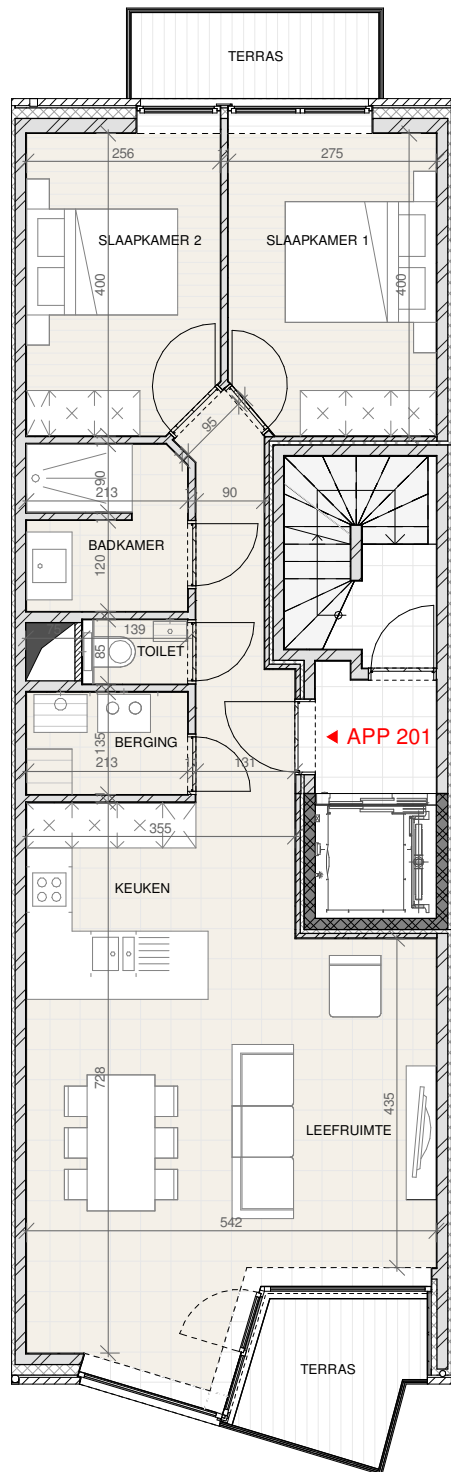 TERRAS
256 275
SLAAPKAMER 2 SLAAPKAMER 1
400 400
95
90
213 90
BADKAMER
120
139
TOILET
85
BERGING
135
APP 201
213 131
355
KEUKEN
728
435
LEEFRUIMTE
542
TERRAS